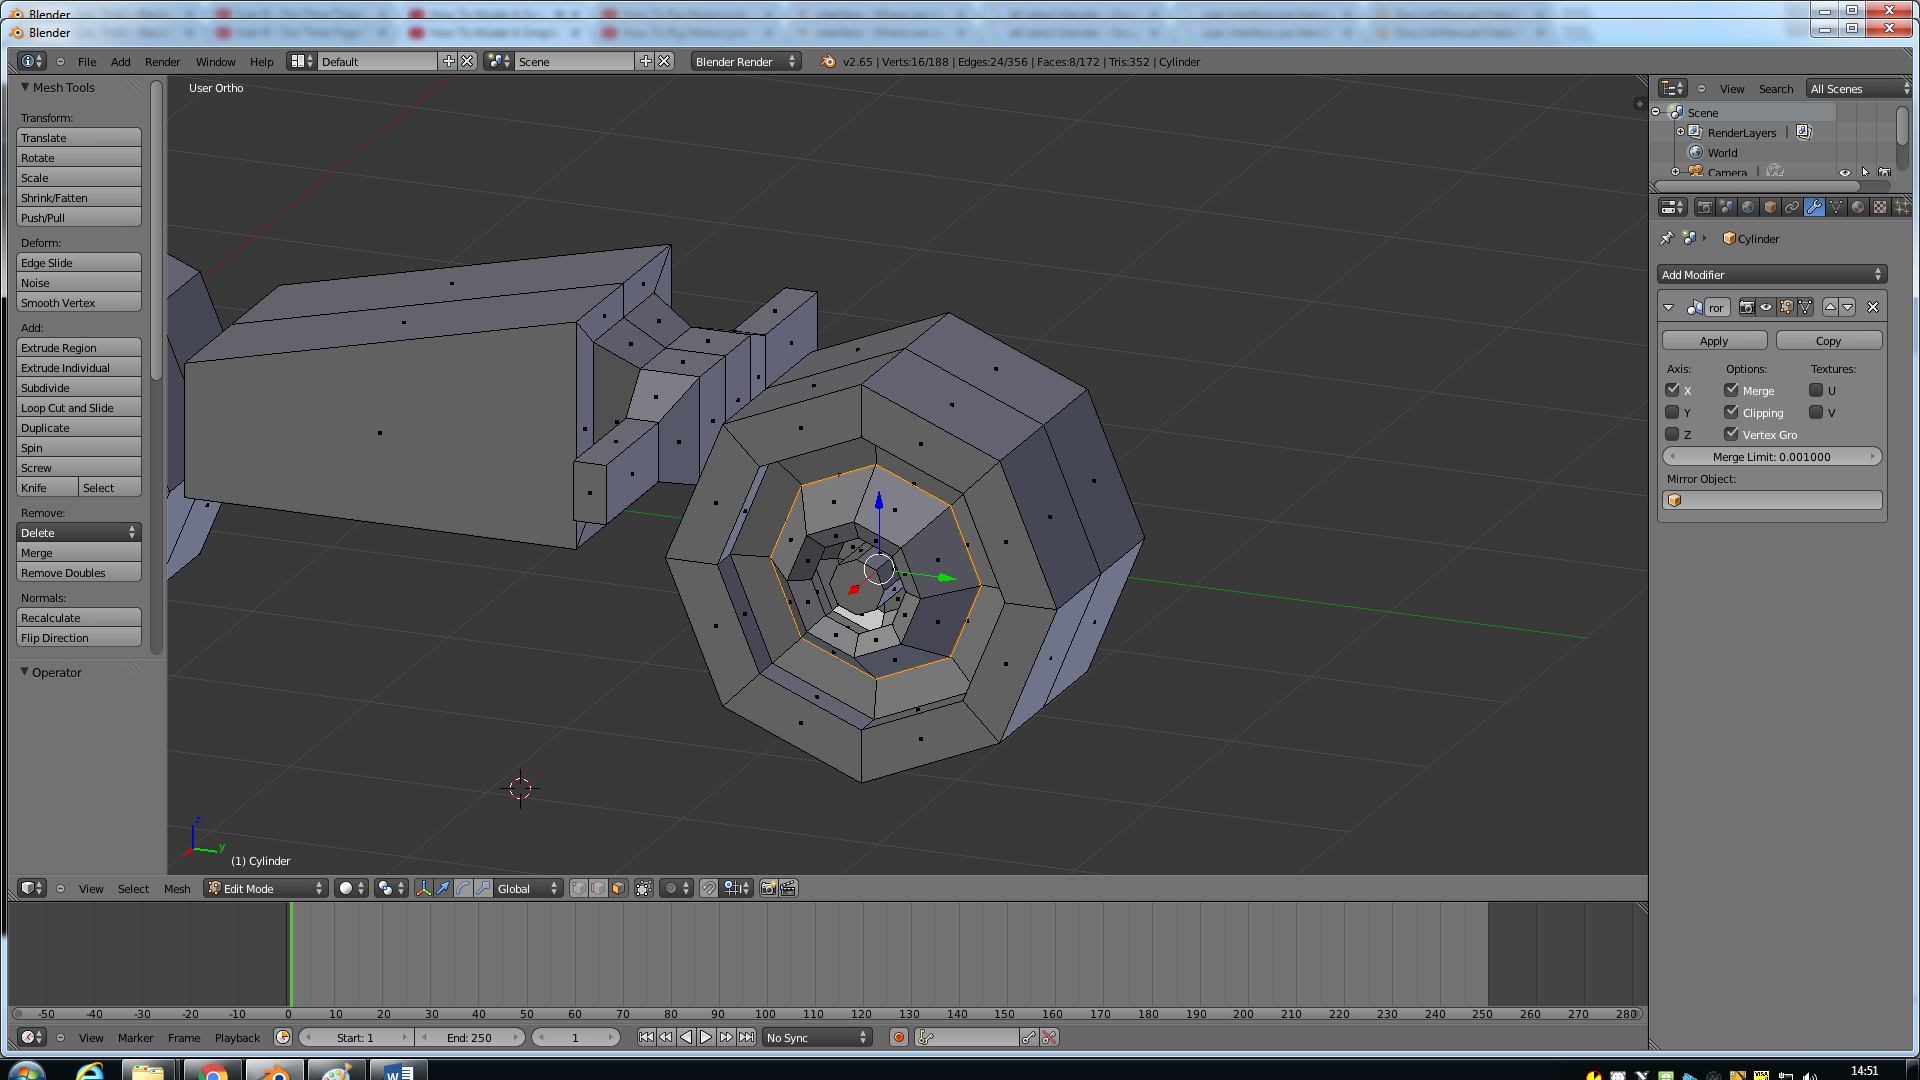 Blender
Blender
File Add Render Window Help Default Scene Blender Render v2.65 | Verts:16/188 | Edges:24/356 | Faces:8/172 | Tris:352 | Cylinder
Mesh Tools
Transform:
Translate
Rotate
Scale
Shrink/Fatten
Push/Pull
Deform:
Edge Slide
Noise
Smooth Vertex
Add:
Extrude Region
Extrude Individual
Subdivide
Loop Cut and Slide
Duplicate
Spin
Screw
Knife Select
Remove:
Delete
Merge
Remove Doubles
Normals:
Recalculate
Flip Direction
Operator
User Ortho
z
y
(1) Cylinder
View Select Mesh Edit Mode Global
-50 -40 -30 -20 -10 0 10 20 30 40 50 60 70 80 90 100 110 120 130 140 150 160 170 180 190 200 210 220 230 240 250 260 270 280
View Marker Frame Playback Start: 1 End: 250 1 No Sync
View Search All Scenes
Scene
RenderLayers
World
Camera
Cylinder
Add Modifier
ror
Apply Copy
Axis: Options: Textures:
X Merge U
Y Clipping V
Z Vertex Gro
Merge Limit: 0.001000
Mirror Object:
14:51